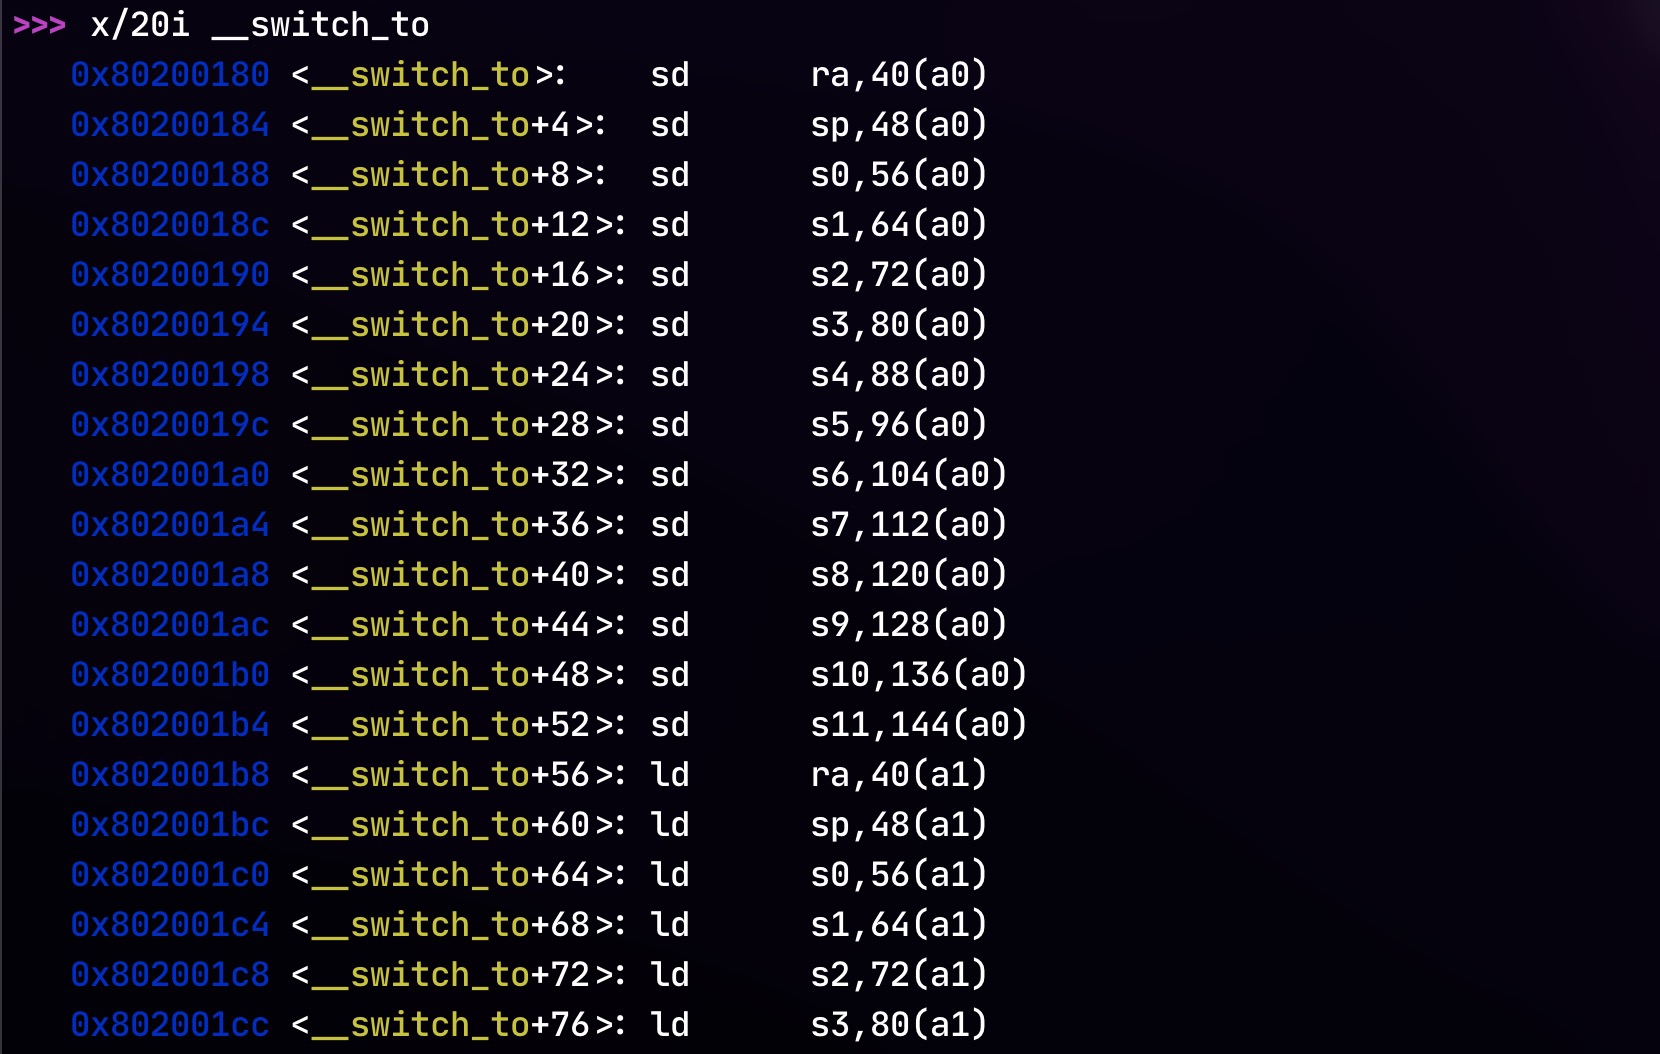 >>> x/20i __switch_to
0x80200180 <__switch_to>: sd ra,40(a0)
0x80200184 <__switch_to+4>: sd sp,48(a0)
0x80200188 <__switch_to+8>: sd s0,56(a0)
0x8020018c <__switch_to+12>: sd s1,64(a0)
0x80200190 <__switch_to+16>: sd s2,72(a0)
0x80200194 <__switch_to+20>: sd s3,80(a0)
0x80200198 <__switch_to+24>: sd s4,88(a0)
0x8020019c <__switch_to+28>: sd s5,96(a0)
0x802001a0 <__switch_to+32>: sd s6,104(a0)
0x802001a4 <__switch_to+36>: sd s7,112(a0)
0x802001a8 <__switch_to+40>: sd s8,120(a0)
0x802001ac <__switch_to+44>: sd s9,128(a0)
0x802001b0 <__switch_to+48>: sd s10,136(a0)
0x802001b4 <__switch_to+52>: sd s11,144(a0)
0x802001b8 <__switch_to+56>: ld ra,40(a1)
0x802001bc <__switch_to+60>: ld sp,48(a1)
0x802001c0 <__switch_to+64>: ld s0,56(a1)
0x802001c4 <__switch_to+68>: ld s1,64(a1)
0x802001c8 <__switch_to+72>: ld s2,72(a1)
0x802001cc <__switch_to+76>: ld s3,80(a1)